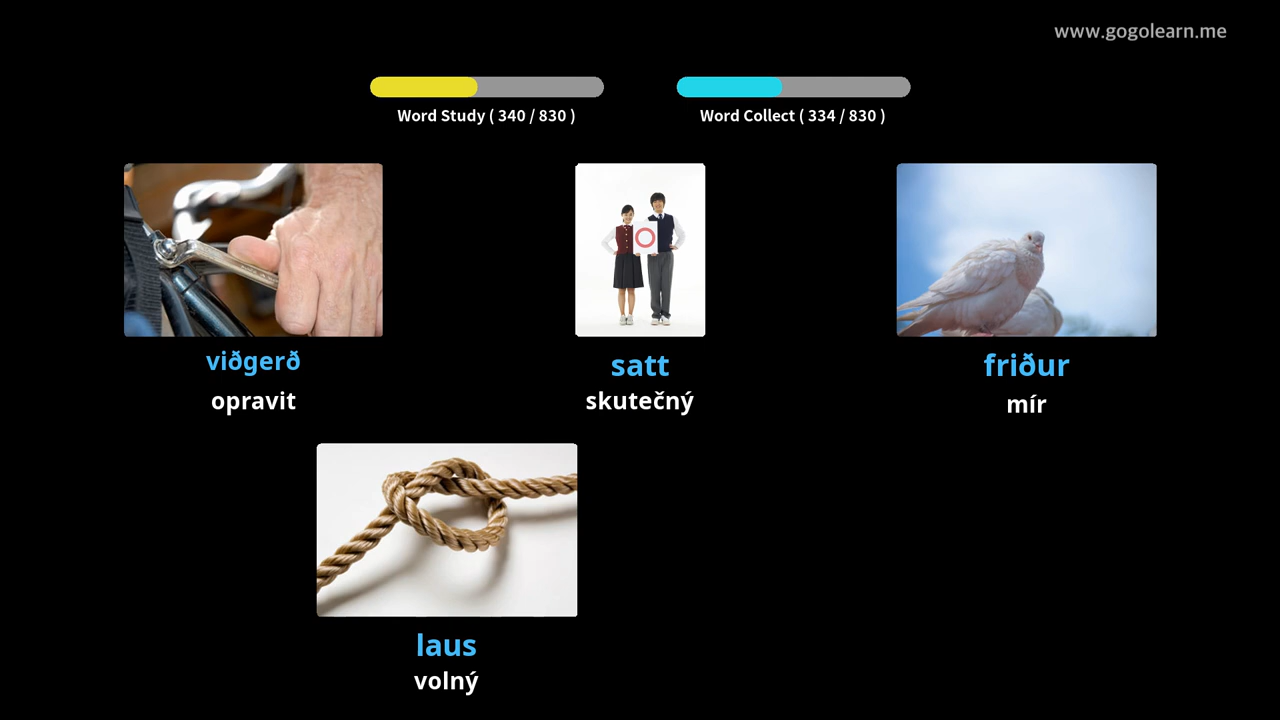 www.gogolearn.me
Word Study ( 340 / 830 )
Word Collect ( 334 / 830 )
viðgerð
opravit
satt
skutečný
friður
mír
laus
volný